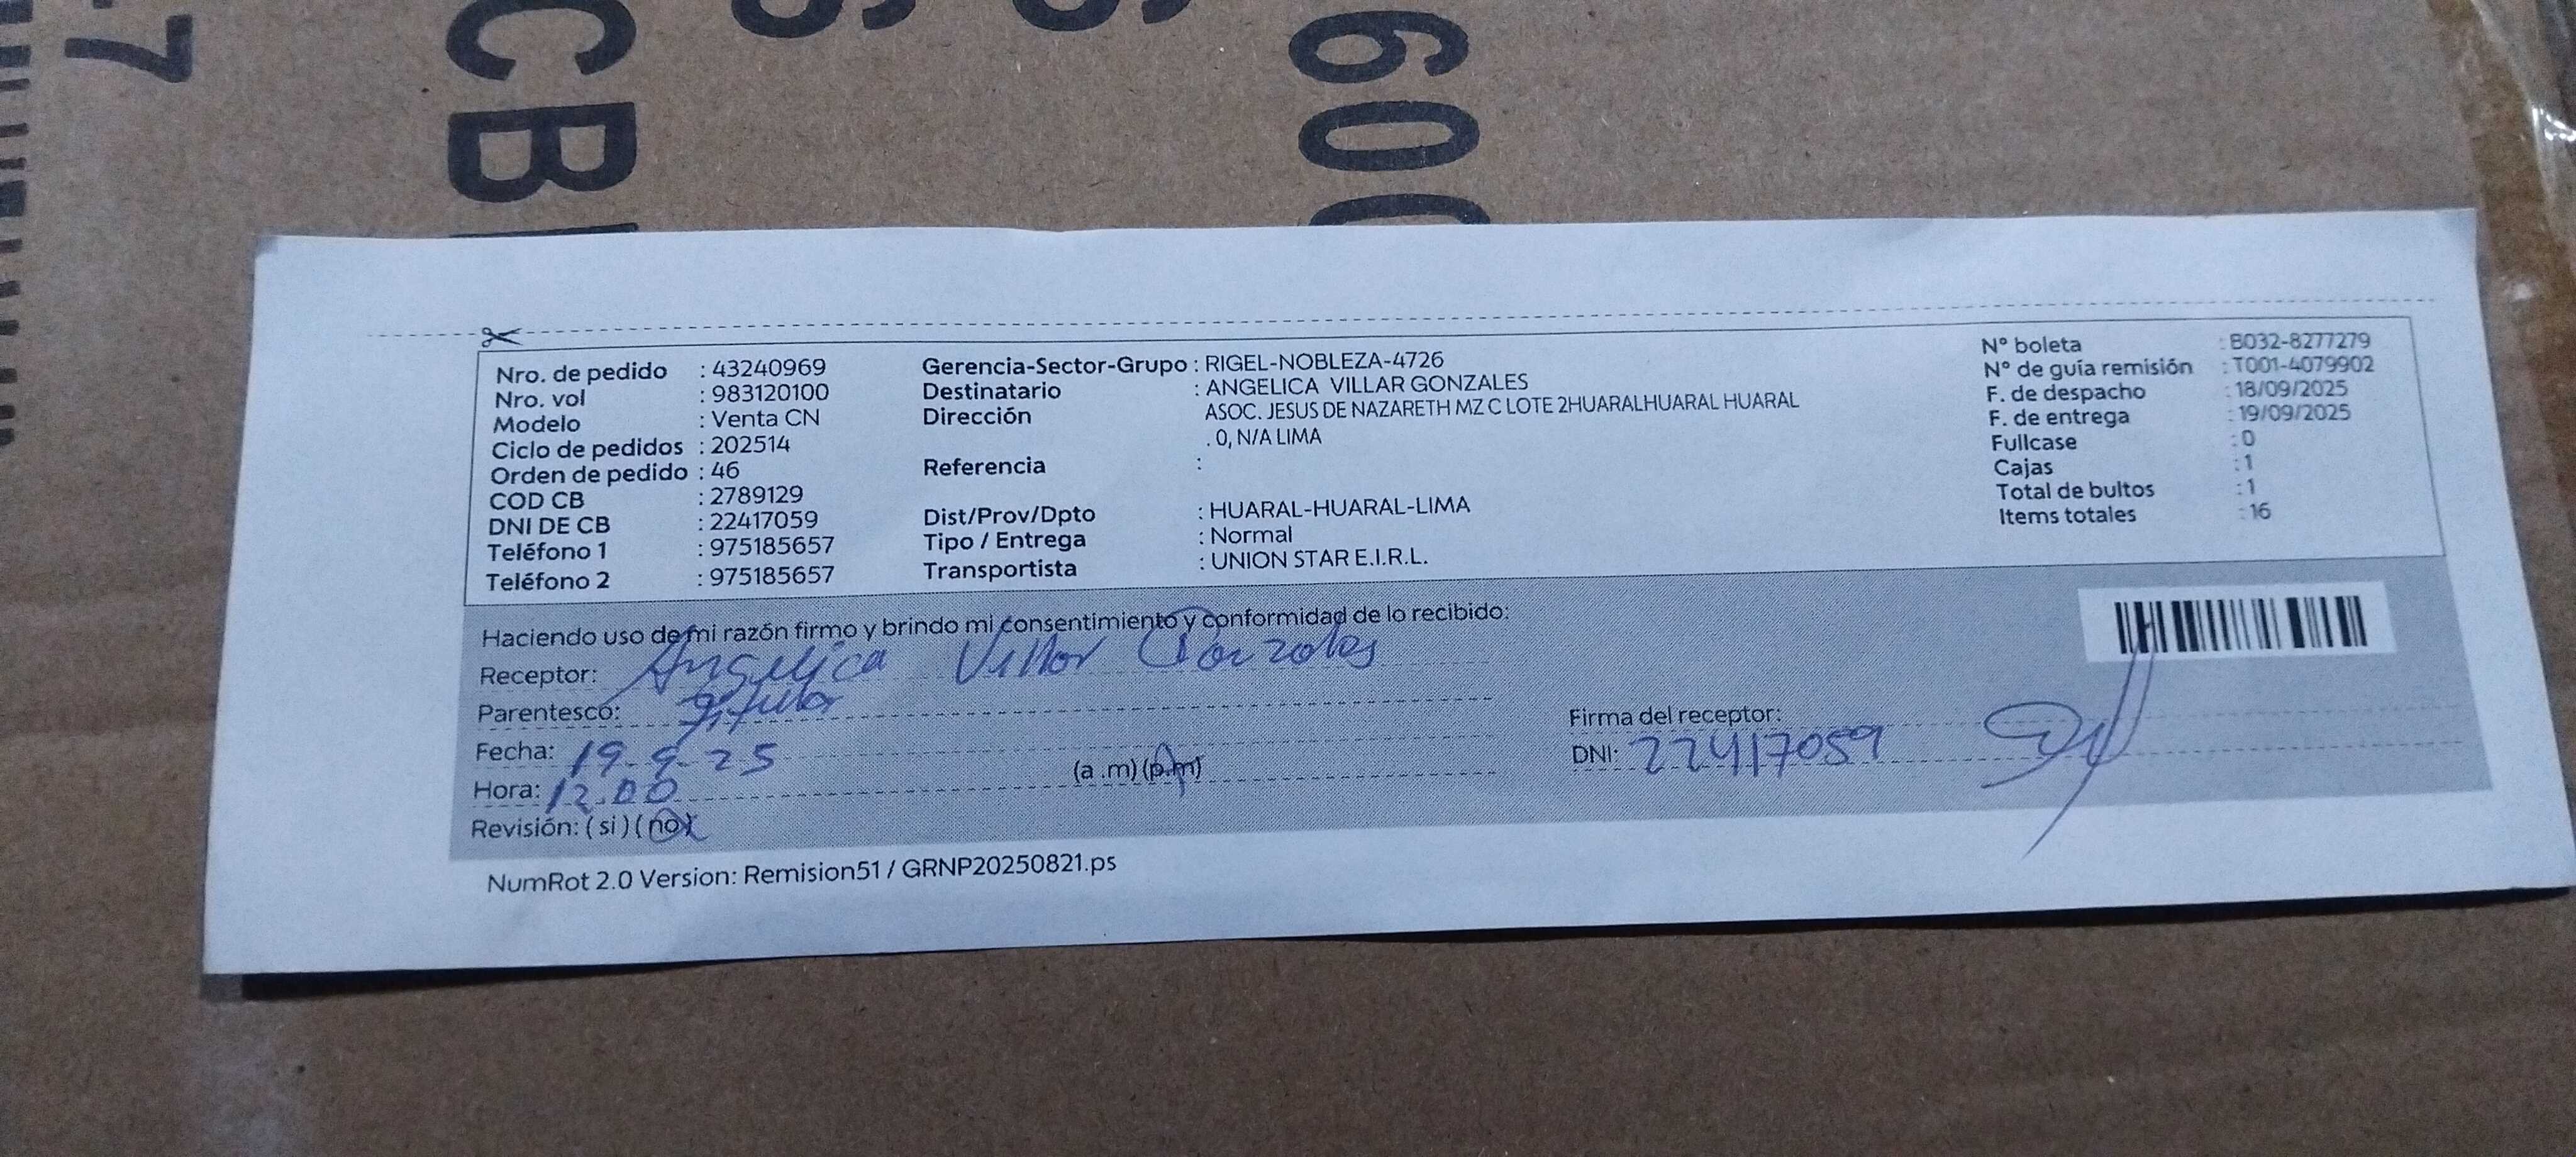 7
CB
600
Nro. de pedido : 43240969 Gerencia-Sector-Grupo : RIGEL-NOBLEZA-4726 N° boleta : B032-8277279
Nro. vol : 983120100 Destinatario : ANGELICA VILLAR GONZALES N° de guía remisión : T001-4079902
Modelo : Venta CN Dirección ASOC. JESUS DE NAZARETH MZ C LOTE 2HUARALHUARAL HUARAL F. de despacho : 18/09/2025
Ciclo de pedidos : 202514 . 0, N/A LIMA F. de entrega : 19/09/2025
Orden de pedido : 46 Referencia : Fullcase : 0
COD CB : 2789129 Cajas : 1
DNI DE CB : 22417059 Dist/Prov/Dpto : HUARAL-HUARAL-LIMA Total de bultos : 1
Teléfono 1 : 975185657 Tipo / Entrega : Normal Items totales : 16
Teléfono 2 : 975185657 Transportista : UNION STAR E.I.R.L.
Haciendo uso de mi razón firmo y brindo mi consentimiento y conformidad de lo recibido:
Receptor: Angelica Villar Gonzales
Parentesco: Titular
Firma del receptor:
Fecha: 19-9-25 DNI: 22417059
Hora: 12.00 (a .m) (p.m)
Revisión: ( si ) ( no )
NumRot 2.0 Version: Remision51 / GRNP20250821.ps